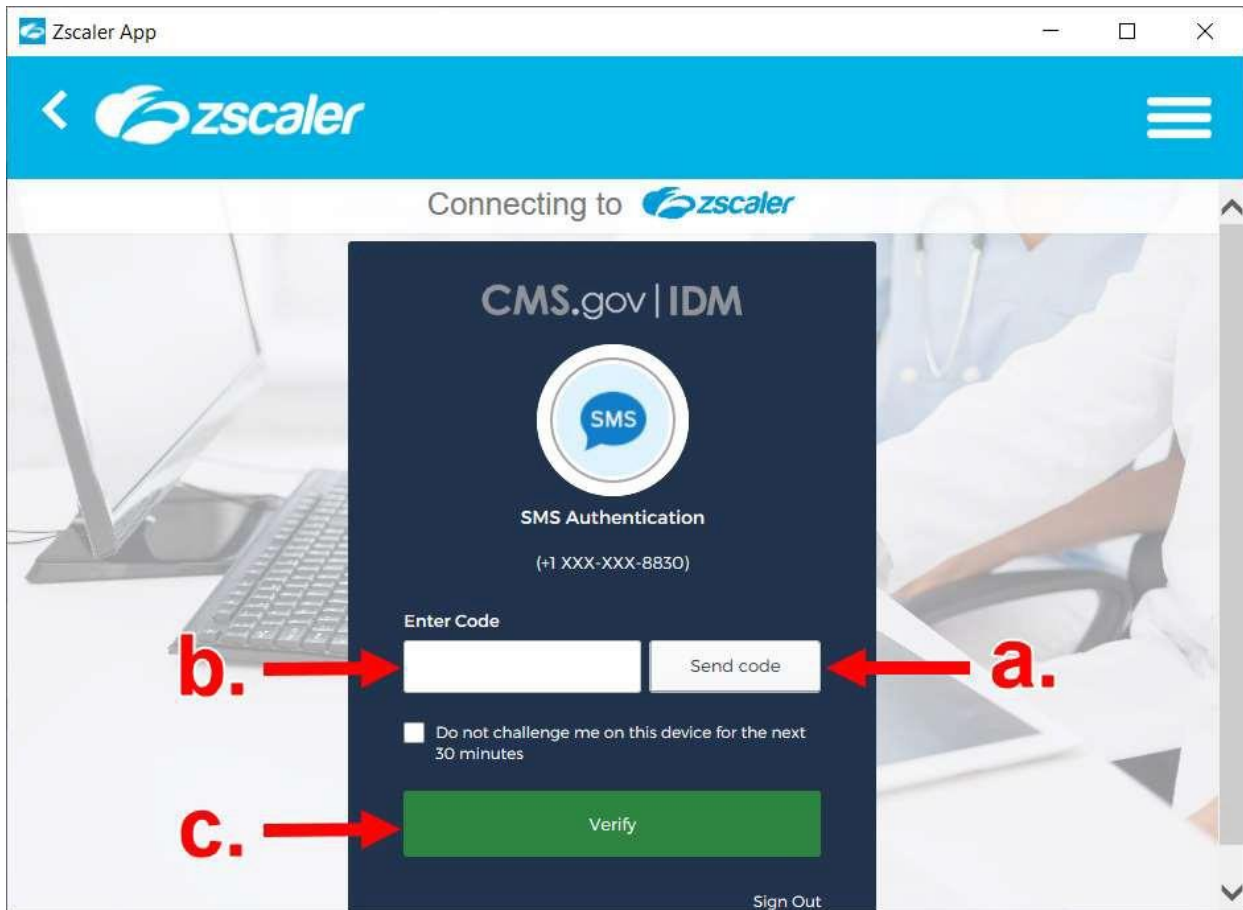 Zscaler App
zscaler
Connecting to zscaler
CMS.gov | IDM
SMS
SMS Authentication
(+1 XXX-XXX-8830)
Enter Code
b. Send code a.
Do not challenge me on this device for the next
30 minutes
c. Verify
Sign Out